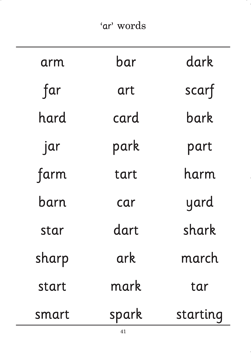 'ar' words
arm bar dark
far art scarf
hard card bark
jar park part
farm tart harm
barn car yard
star dart shark
sharp ark march
start mark tar
smart spark starting
41